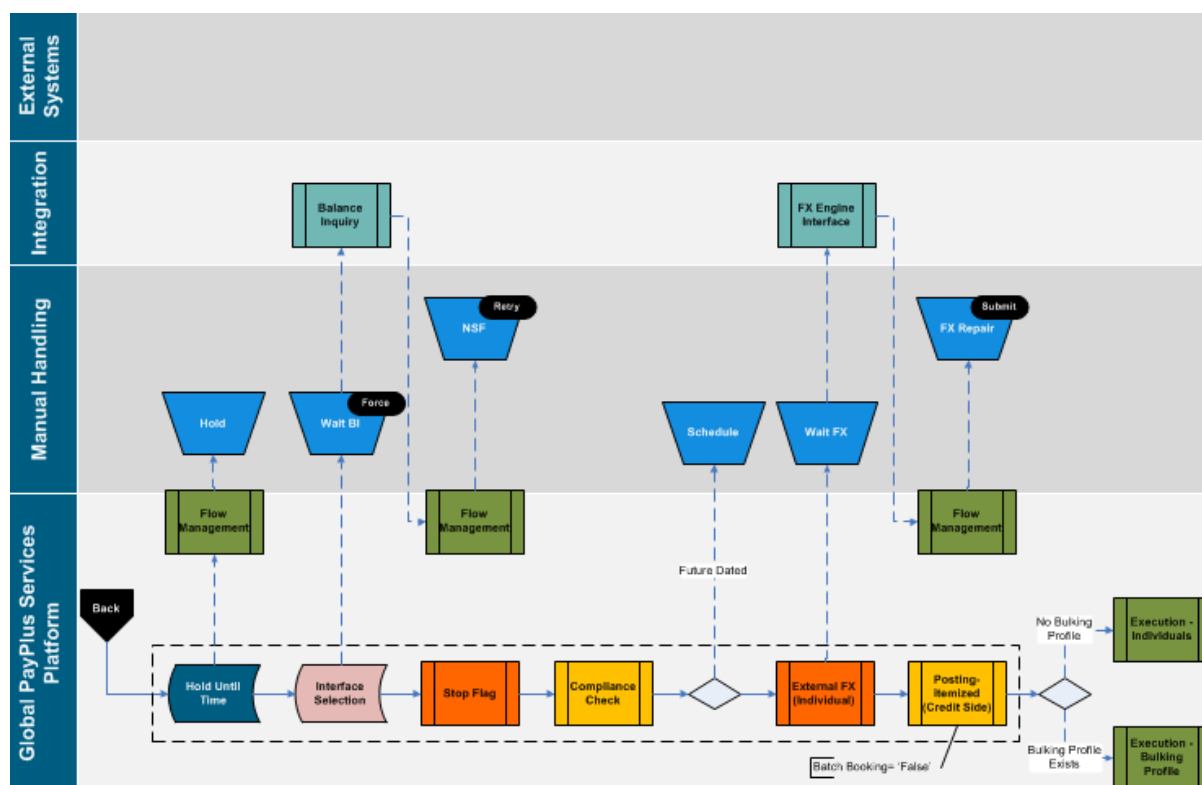 External
Systems
Integration
Balance
Inquiry
FX Engine
Interface
Manual Handling
Retry
NSF
Submit
FX Repair
Hold
Force
Wait BI
Schedule
Wait FX
Global PayPlus Services
Platform
Flow
Management
Flow
Management
Flow
Management
Future Dated
Back
No Bulking
Profile
Execution -
Individuals
Hold Until
Time
Interface
Selection
Stop Flag
Compliance
Check
External FX
(Individual)
Posting-
itemized
(Credit Side)
Bulking Profile
Exists
Execution -
Bulking
Profile
Batch Booking= 'False'